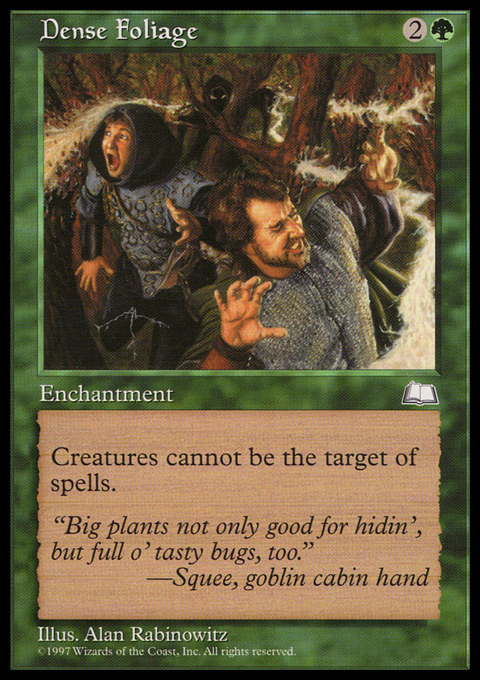 Dense Foliage 2
Enchantment
Creatures cannot be the target of
spells.
“Big plants not only good for hidin’,
but full o’ tasty bugs, too.”
—Squee, goblin cabin hand
Illus. Alan Rabinowitz
©1997 Wizards of the Coast, Inc. All rights reserved.